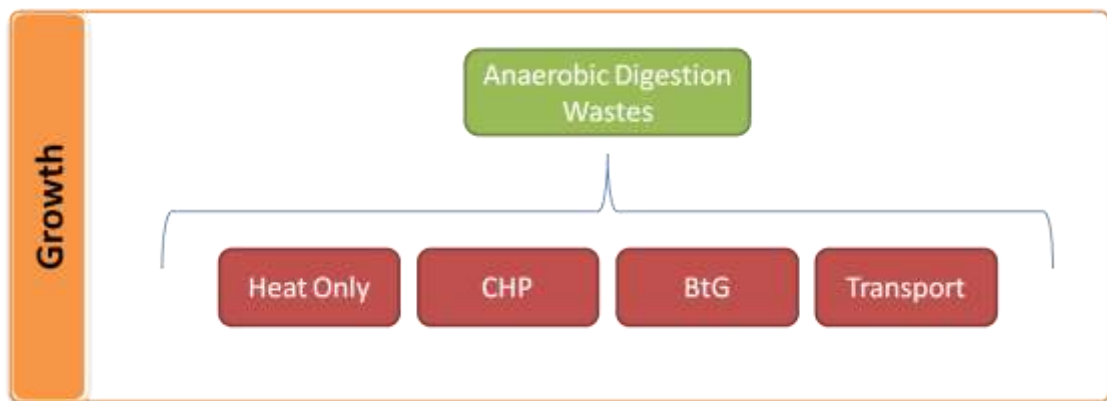 Growth
Anaerobic Digestion
Wastes
Heat Only
CHP
BtG
Transport